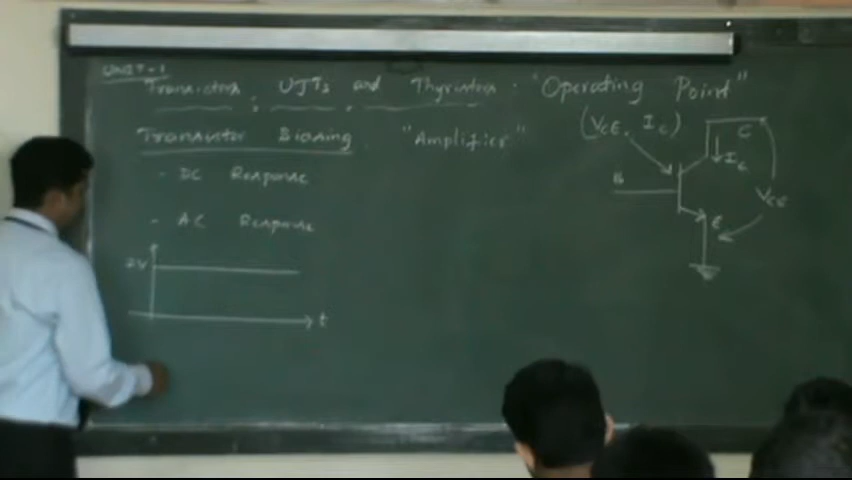 UNIT-1
Transistors, UJTs and Thyristors. "Operating Point"
Transistor Biasing. "Amplifier"
(VCE, IC)
C
IC
B
VCE
E
- DC Response
- AC Response
2V
t